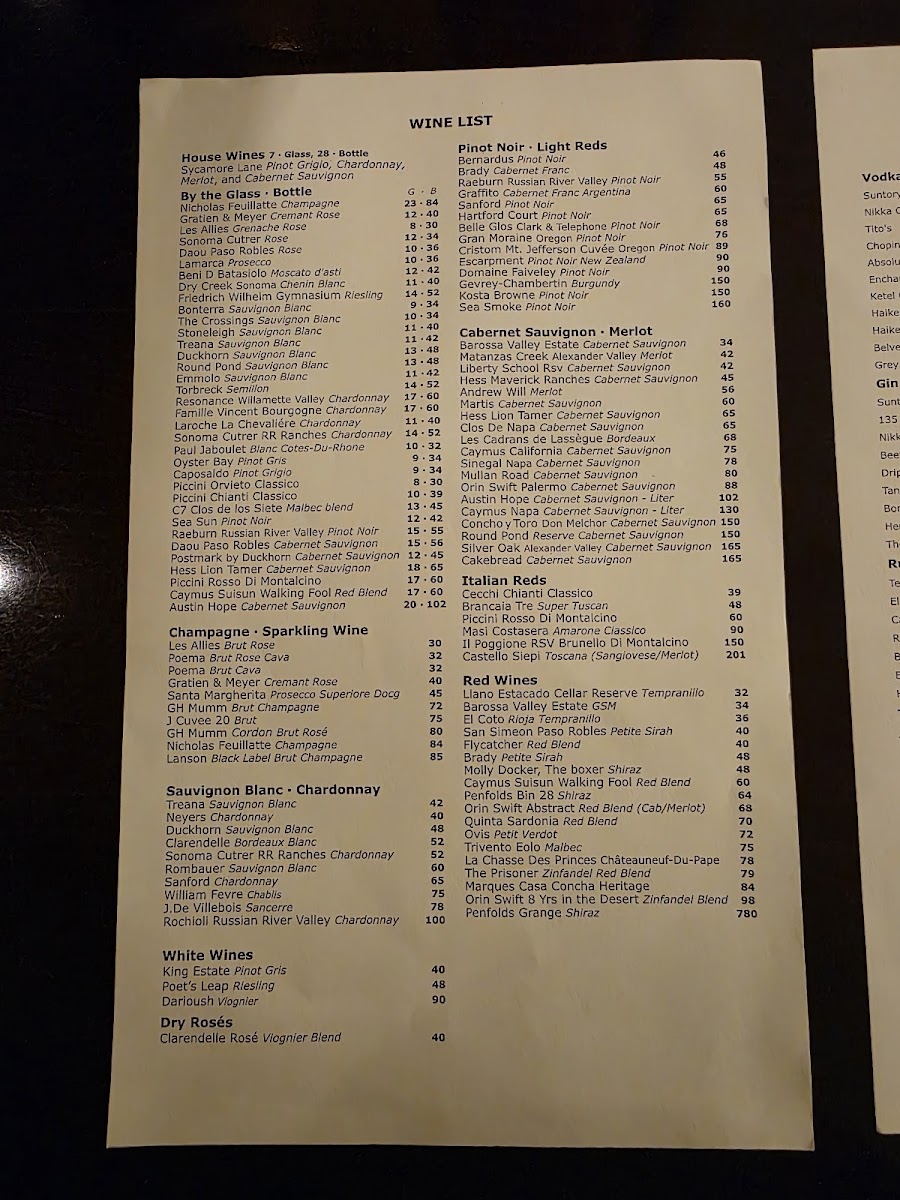 WINE LIST
House Wines 7 · Glass, 28 · Bottle
Sycamore Lane Pinot Grigio, Chardonnay,
Merlot, and Cabernet Sauvignon
By the Glass · Bottle G · B
Nicholas Feuillatte Champagne 23 · 84
Gratien & Meyer Cremant Rose 12 · 40
Les Allies Grenache Rose 8 · 30
Sonoma Cutrer Rose 12 · 34
Daou Paso Robles Rose 10 · 36
Lamarca Prosecco 10 · 36
Beni D Batasiolo Moscato d'asti 12 · 42
Dry Creek Sonoma Chenin Blanc 11 · 40
Friedrich Wilhelm Gymnasium Riesling 14 · 52
Bonterra Sauvignon Blanc 9 · 34
The Crossings Sauvignon Blanc 10 · 34
Stoneleigh Sauvignon Blanc 11 · 40
Treana Sauvignon Blanc 11 · 42
Duckhorn Sauvignon Blanc 13 · 48
Round Pond Sauvignon Blanc 13 · 48
Emmolo Sauvignon Blanc 11 · 42
Torbreck Semillon 14 · 52
Resonance Willamette Valley Chardonnay 17 · 60
Famille Vincent Bourgogne Chardonnay 17 · 60
Laroche La Chevaliére Chardonnay 11 · 40
Sonoma Cutrer RR Ranches Chardonnay 14 · 52
Paul Jaboulet Blanc Cotes-Du-Rhone 10 · 32
Oyster Bay Pinot Gris 9 · 34
Caposaldo Pinot Grigio 9 · 34
Piccini Orvieto Classico 8 · 30
Piccini Chianti Classico 10 · 39
C7 Clos de los Siete Malbec blend 13 · 45
Sea Sun Pinot Noir 12 · 42
Raeburn Russian River Valley Pinot Noir 15 · 55
Daou Paso Robles Cabernet Sauvignon 15 · 56
Postmark by Duckhorn Cabernet Sauvignon 12 · 45
Hess Lion Tamer Cabernet Sauvignon 18 · 65
Piccini Rosso Di Montalcino 17 · 60
Caymus Suisun Walking Fool Red Blend 17 · 60
Austin Hope Cabernet Sauvignon 20 · 102
Champagne · Sparkling Wine
Les Allies Brut Rose 30
Poema Brut Rose Cava 32
Poema Brut Cava 32
Gratien & Meyer Cremant Rose 40
Santa Margherita Prosecco Superiore Docg 45
GH Mumm Brut Champagne 72
J Cuvee 20 Brut 75
GH Mumm Cordon Brut Rosé 80
Nicholas Feuillatte Champagne 84
Lanson Black Label Brut Champagne 85
Sauvignon Blanc · Chardonnay
Treana Sauvignon Blanc 42
Neyers Chardonnay 40
Duckhorn Sauvignon Blanc 48
Clarendelle Bordeaux Blanc 52
Sonoma Cutrer RR Ranches Chardonnay 52
Rombauer Sauvignon Blanc 60
Sanford Chardonnay 65
William Fevre Chablis 75
J.De Villebois Sancerre 78
Rochioli Russian River Valley Chardonnay 100
White Wines
King Estate Pinot Gris 40
Poet's Leap Riesling 48
Darioush Viognier 90
Dry Rosés
Clarendelle Rosé Viognier Blend 40
Pinot Noir · Light Reds
Bernardus Pinot Noir 46
Brady Cabernet Franc 48
Raeburn Russian River Valley Pinot Noir 55
Graffito Cabernet Franc Argentina 60
Sanford Pinot Noir 65
Hartford Court Pinot Noir 65
Belle Glos Clark & Telephone Pinot Noir 68
Gran Moraine Oregon Pinot Noir 76
Cristom Mt. Jefferson Cuvée Oregon Pinot Noir 89
Escarpment Pinot Noir New Zealand 90
Domaine Faiveley Pinot Noir 90
Gevrey-Chambertin Burgundy 150
Kosta Browne Pinot Noir 150
Sea Smoke Pinot Noir 160
Cabernet Sauvignon · Merlot
Barossa Valley Estate Cabernet Sauvignon 34
Matanzas Creek Alexander Valley Merlot 42
Liberty School Rsv Cabernet Sauvignon 42
Hess Maverick Ranches Cabernet Sauvignon 45
Andrew Will Merlot 56
Martis Cabernet Sauvignon 60
Hess Lion Tamer Cabernet Sauvignon 65
Clos De Napa Cabernet Sauvignon 65
Les Cadrans de Lassègue Bordeaux 68
Caymus California Cabernet Sauvignon 75
Sinegal Napa Cabernet Sauvignon 78
Mullan Road Cabernet Sauvignon 80
Orin Swift Palermo Cabernet Sauvignon 88
Austin Hope Cabernet Sauvignon - Liter 102
Caymus Napa Cabernet Sauvignon - Liter 130
Concho y Toro Don Melchor Cabernet Sauvignon 150
Round Pond Reserve Cabernet Sauvignon 150
Silver Oak Alexander Valley Cabernet Sauvignon 165
Cakebread Cabernet Sauvignon 165
Italian Reds
Cecchi Chianti Classico 39
Brancaia Tre Super Tuscan 48
Piccini Rosso Di Montalcino 60
Masi Costasera Amarone Classico 90
Il Poggione RSV Brunello Di Montalcino 150
Castello Siepi Toscana (Sangiovese/Merlot) 201
Red Wines
Llano Estacado Cellar Reserve Tempranillo 32
Barossa Valley Estate GSM 34
El Coto Rioja Tempranillo 36
San Simeon Paso Robles Petite Sirah 40
Flycatcher Red Blend 40
Brady Petite Sirah 48
Molly Docker, The boxer Shiraz 48
Caymus Suisun Walking Fool Red Blend 60
Penfolds Bin 28 Shiraz 64
Orin Swift Abstract Red Blend (Cab/Merlot) 68
Quinta Sardonia Red Blend 70
Ovis Petit Verdot 72
Trivento Eolo Malbec 75
La Chasse Des Princes Châteauneuf-Du-Pape 78
The Prisoner Zinfandel Red Blend 79
Marques Casa Concha Heritage 84
Orin Swift 8 Yrs in the Desert Zinfandel Blend 98
Penfolds Grange Shiraz 780
Vodka
Suntory
Nikka
Tito's
Chopin
Absolu
Encha
Ketel
Haike
Haike
Belve
Grey
Gin
Sunt
135
Nikk
Beef
Drip
Tan